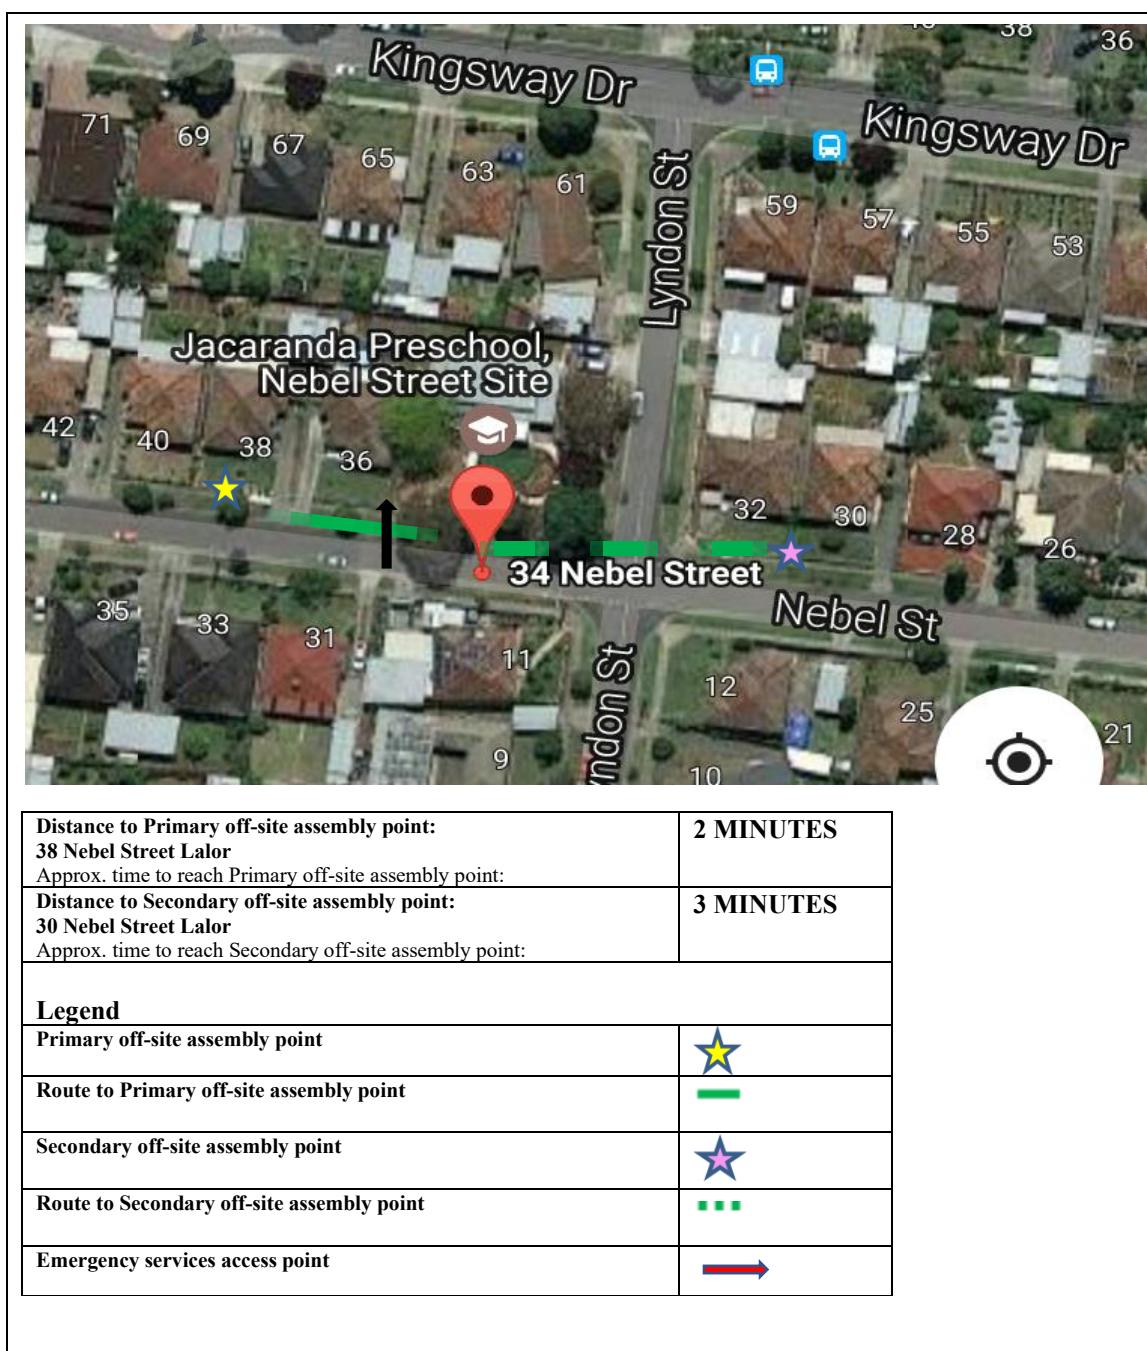 38
36
Kingsway Dr
Kingsway Dr
71
69
67
65
63
61
59
57
55
53
Lyndon St
Jacaranda Preschool,
Nebel Street Site
42
40
38
36
32
30
28
26
34 Nebel Street
Nebel St
35
33
31
11
12
25
21
9
10
yndon St
Distance to Primary off-site assembly point:
38 Nebel Street Lalor
Approx. time to reach Primary off-site assembly point:
2 MINUTES
Distance to Secondary off-site assembly point:
30 Nebel Street Lalor
Approx. time to reach Secondary off-site assembly point:
3 MINUTES
Legend
Primary off-site assembly point
Route to Primary off-site assembly point
Secondary off-site assembly point
Route to Secondary off-site assembly point
Emergency services access point